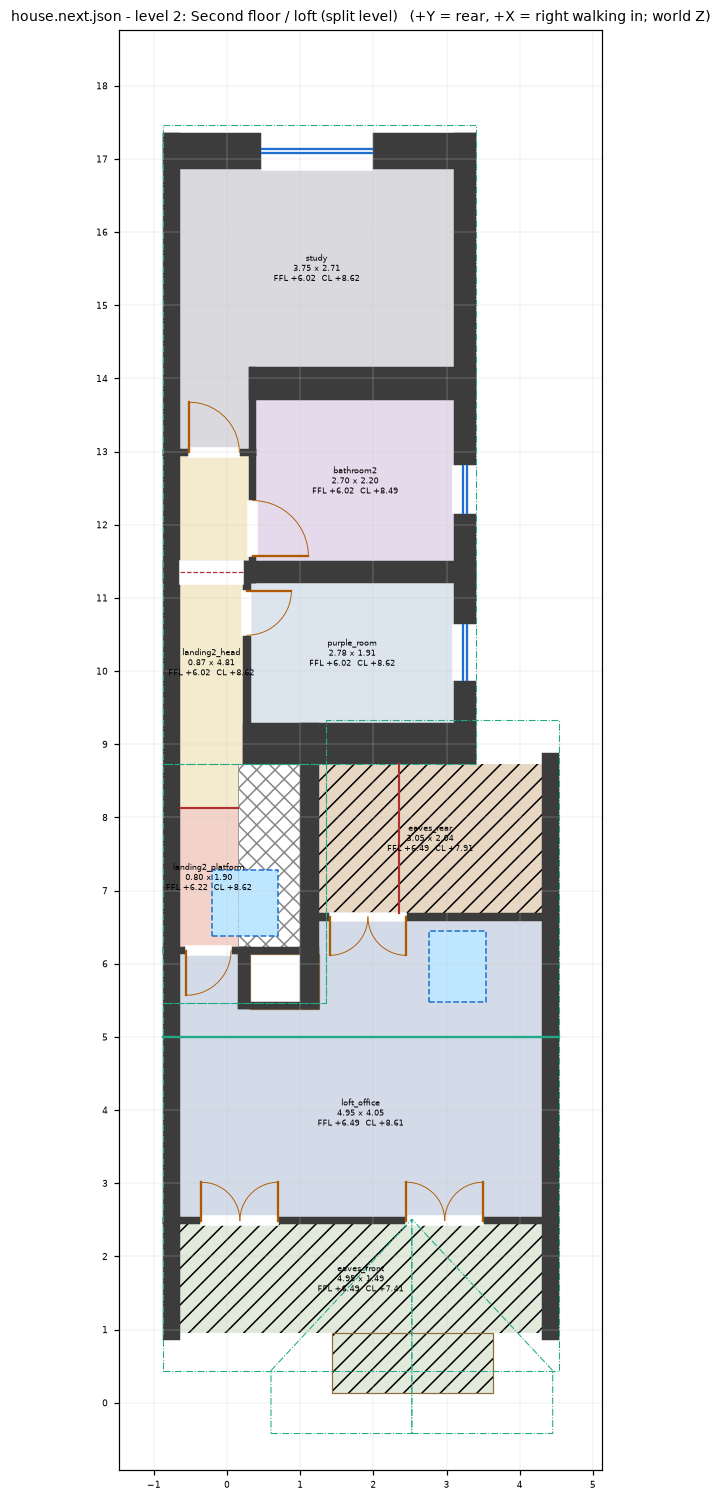 house.next.json - level 2: Second floor / loft (split level)   (+Y = rear, +X = right walking in; world Z)
18
17
16
15
14
13
12
11
10
9
8
7
6
5
4
3
2
1
0
study
3.75 x 2.71
FFL +6.02  CL +8.62
bathroom2
2.70 x 2.20
FFL +6.02  CL +8.49
purple_room
2.78 x 1.91
FFL +6.02  CL +8.62
landing2_head
0.87 x 4.81
FFL +6.02  CL +8.62
eaves_rear
3.05 x 2.04
FFL +6.49  CL +7.91
landing2_platform
0.80 x 1.90
FFL +6.22  CL +8.62
loft_office
4.95 x 4.05
FFL +6.49  CL +8.61
eaves_front
4.95 x 1.49
FFL +6.49  CL +7.41
−1
0
1
2
3
4
5